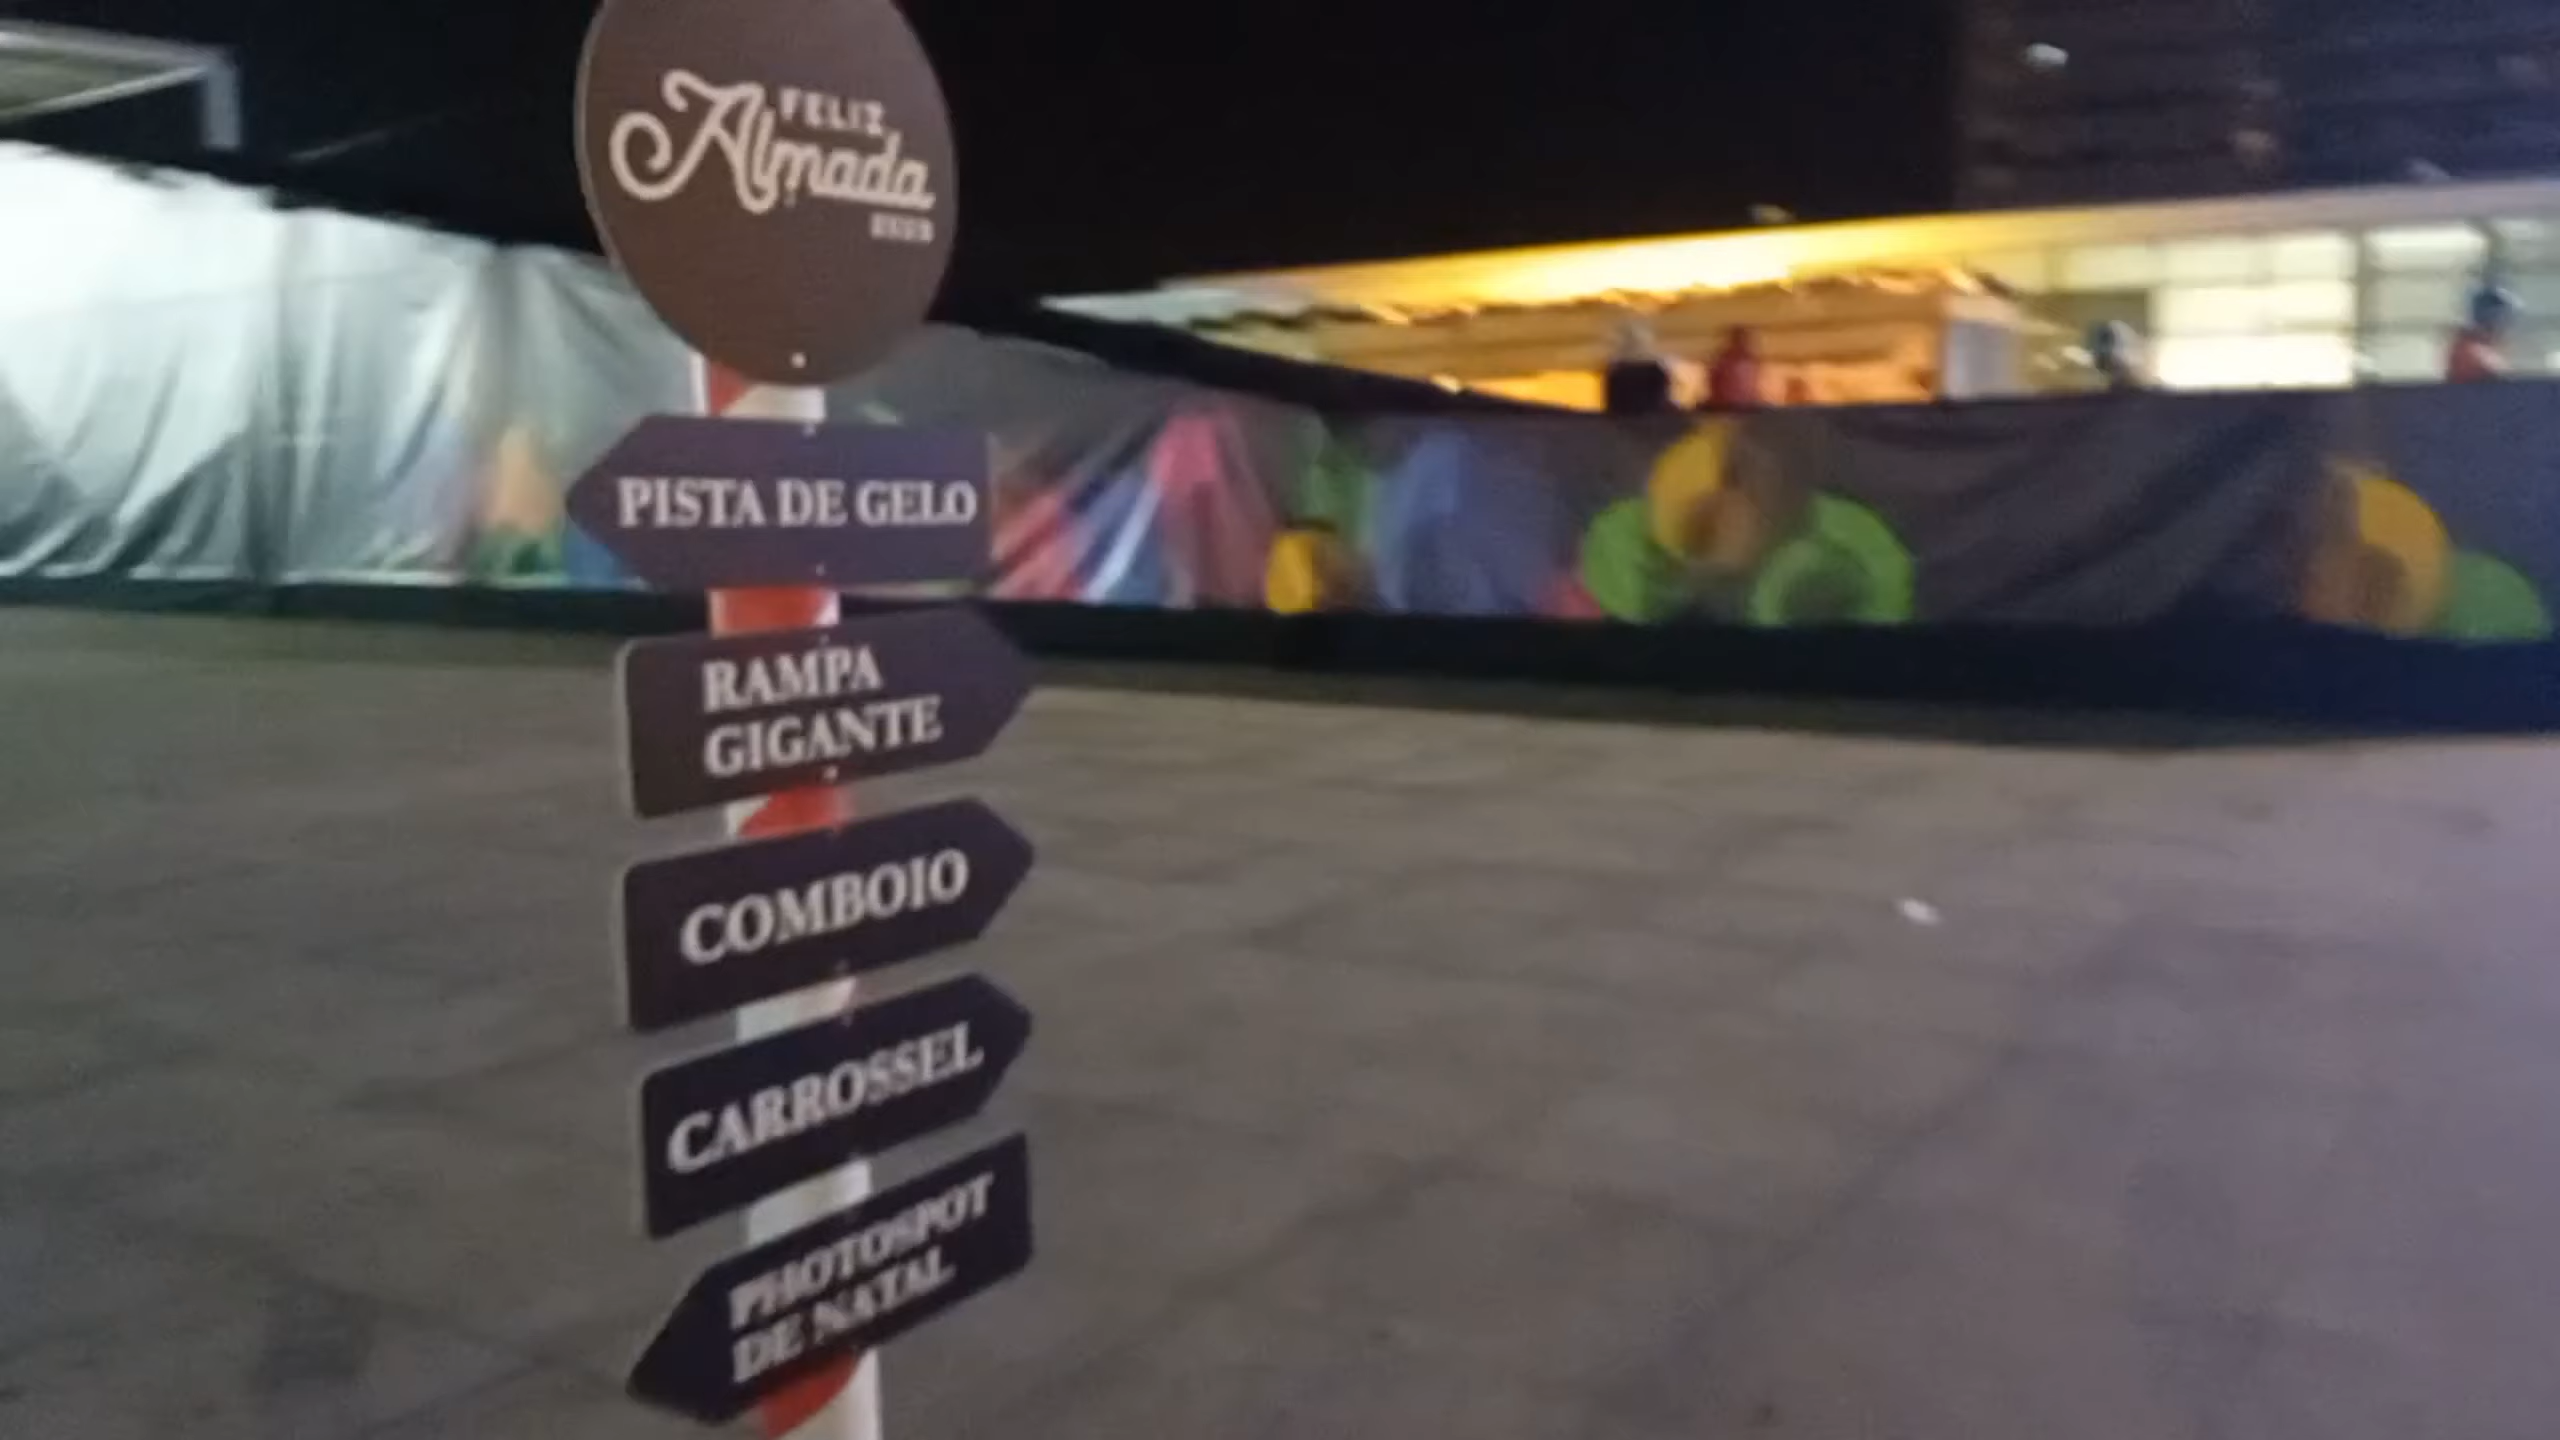 FELIZ
Almada
PISTA DE GELO
RAMPA
GIGANTE
COMBOIO
CARROSSEL
PHOTOSPOT
DE NATAL